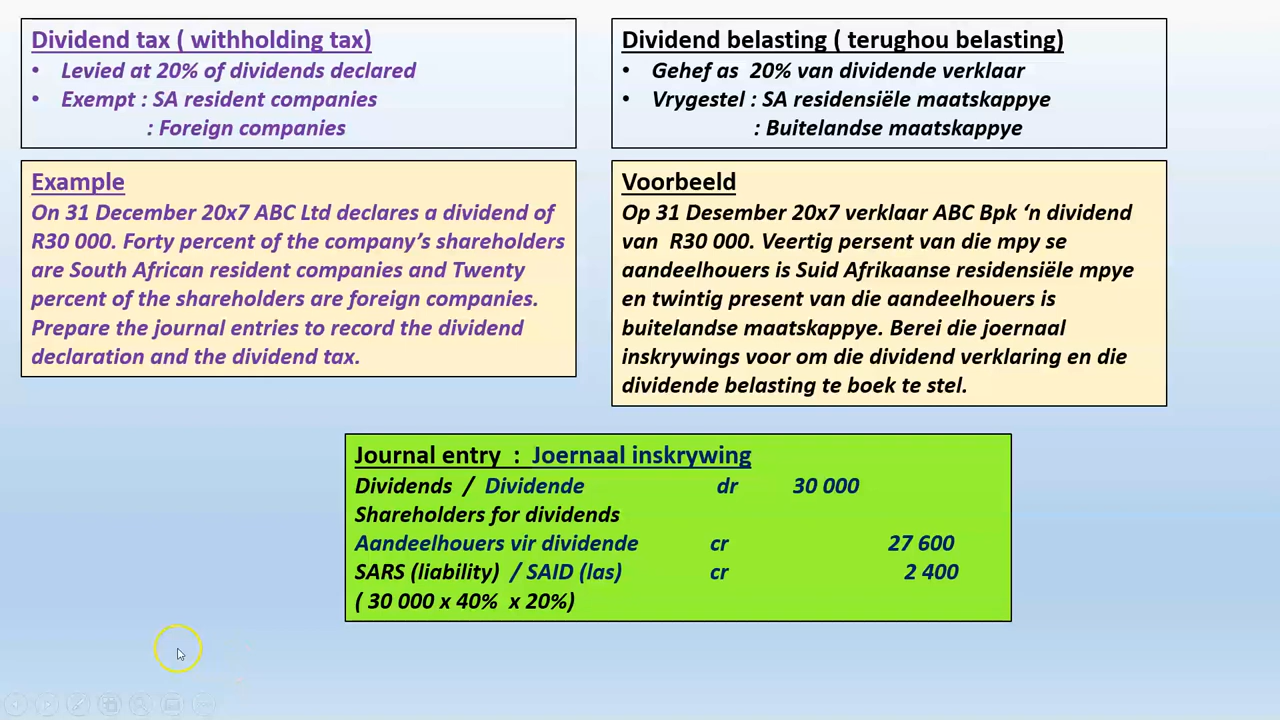 Dividend tax ( withholding tax)
• Levied at 20% of dividends declared
• Exempt : SA resident companies
: Foreign companies
Dividend belasting ( terughou belasting)
• Gehef as 20% van dividende verklaar
• Vrygestel : SA residensiële maatskappye
: Buitelandse maatskappye
Example
On 31 December 20x7 ABC Ltd declares a dividend of
R30 000. Forty percent of the company’s shareholders
are South African resident companies and Twenty
percent of the shareholders are foreign companies.
Prepare the journal entries to record the dividend
declaration and the dividend tax.
Voorbeeld
Op 31 Desember 20x7 verklaar ABC Bpk ‘n dividend
van R30 000. Veertig persent van die mpy se
aandeelhouers is Suid Afrikaanse residensiële mpye
en twintig present van die aandeelhouers is
buitelandse maatskappye. Berei die joernaal
inskrywings voor om die dividend verklaring en die
dividende belasting te boek te stel.
Journal entry : Joernaal inskrywing
Dividends / Dividende dr 30 000
Shareholders for dividends
Aandeelhouers vir dividende cr 27 600
SARS (liability) / SAID (las) cr 2 400
( 30 000 x 40% x 20%)